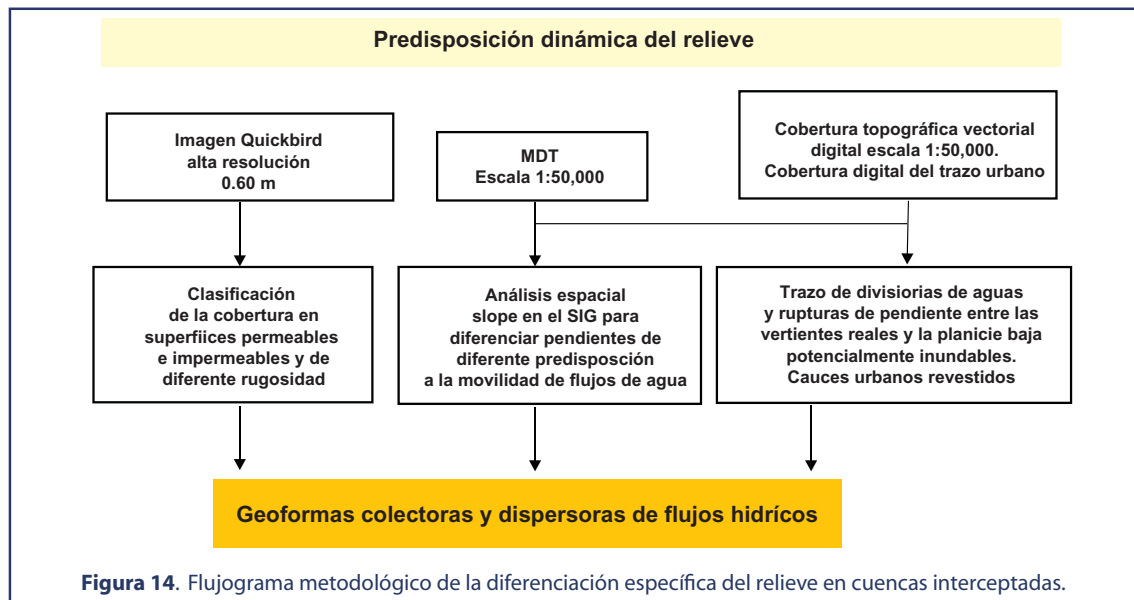 Predisposición dinámica del relieve
Imagen Quickbird
alta resolución
0.60 m
MDT
Escala 1:50,000
Cobertura topográfica vectorial
digital escala 1:50,000.
Cobertura digital del trazo urbano
Clasificación
de la cobertura en
superfiices permeables
e impermeables y de
diferente rugosidad
Análisis espacial
slope en el SIG para
diferenciar pendientes de
diferente predisposción
a la movilidad de flujos de agua
Trazo de divisiorias de aguas
y rupturas de pendiente entre las
vertientes reales y la planicie baja
potencialmente inundables.
Cauces urbanos revestidos
Geoformas colectoras y dispersoras de flujos hidrícos
Figura 14. Flujograma metodológico de la diferenciación específica del relieve en cuencas interceptadas.